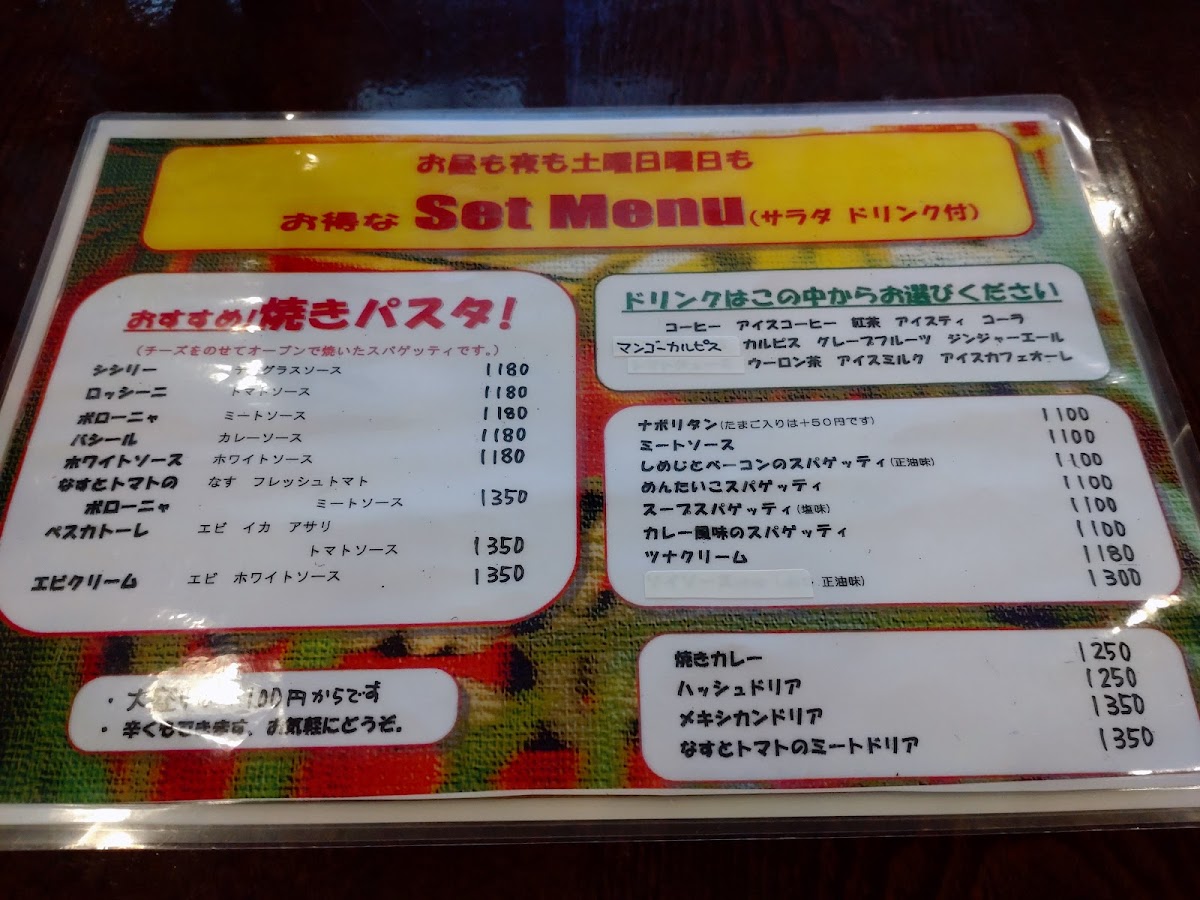 お昼も夜も土曜日曜日も
お得な Set Menu(サラダ ドリンク付)
おすすめ!焼きパスタ!
(チーズをのせてオーブンで焼いたスパゲッティです。)
シシリー デミグラスソース 1180
ロッシーニ トマトソース 1180
ボローニャ ミートソース 1180
バシール カレーソース 1180
ホワイトソース ホワイトソース 1180
なすとトマトの なす フレッシュトマト
ボローニャ ミートソース 1350
ペスカトーレ エビ イカ アサリ
トマトソース 1350
エビクリーム エビ ホワイトソース 1350
・大 100円からです
・辛くもできます、お気軽にどうぞ。
ドリンクはこの中からお選びください
コーヒー アイスコーヒー 紅茶 アイスティ コーラ
マンゴーカルピス カルピス グレープフルーツ ジンジャーエール
ウーロン茶 アイスミルク アイスカフェオーレ
ナポリタン(たまご入りは+50円です) 1100
ミートソース 1100
しめじとベーコンのスパゲッティ(正油味) 1100
めんたいこスパゲッティ 1100
スープスパゲッティ(塩味) 1100
カレー風味のスパゲッティ 1100
ツナクリーム 1180
正油味) 1300
焼きカレー 1250
ハッシュドリア 1250
メキシカンドリア 1350
なすとトマトのミートドリア 1350